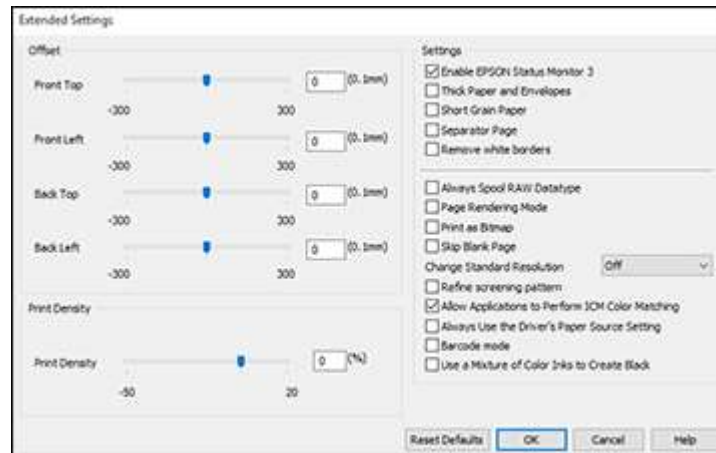 Extended Settings
Offset
Front Top
0
(0.1mm)
-300
300
Front Left
0
(0.1mm)
-300
300
Back Top
0
(0.1mm)
-300
300
Back Left
0
(0.1mm)
-300
300
Print Density
Print Density
0
(%)
-50
20
Settings
Enable EPSON Status Monitor 3
Thick Paper and Envelopes
Short Grain Paper
Separator Page
Remove white borders
Always Spool RAW Datatype
Page Rendering Mode
Print as Bitmap
Skip Blank Page
Change Standard Resolution
Off
Refine screening pattern
Allow Applications to Perform ICM Color Matching
Always Use the Driver's Paper Source Setting
Barcode mode
Use a Mixture of Color Inks to Create Black
Reset Defaults
OK
Cancel
Help